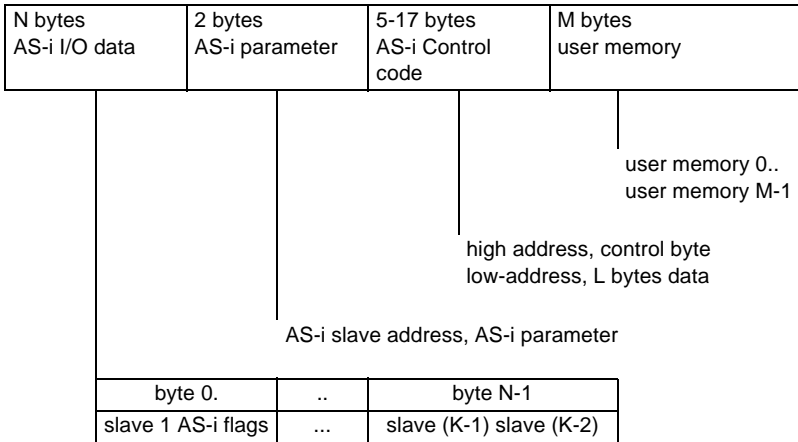 N bytes
AS-i I/O data
2 bytes
AS-i parameter
5-17 bytes
AS-i Control
code
M bytes
user memory
user memory 0..
user memory M-1
high address, control byte
low-address, L bytes data
AS-i slave address, AS-i parameter
byte 0.
..
byte N-1
slave 1 AS-i flags
...
slave (K-1) slave (K-2)